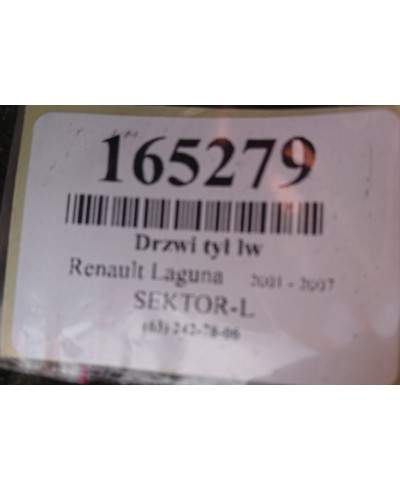 165279
Drzwi tył lw
Renault Laguna 2001 - 2007
SEKTOR-L
(63) 242-78-06